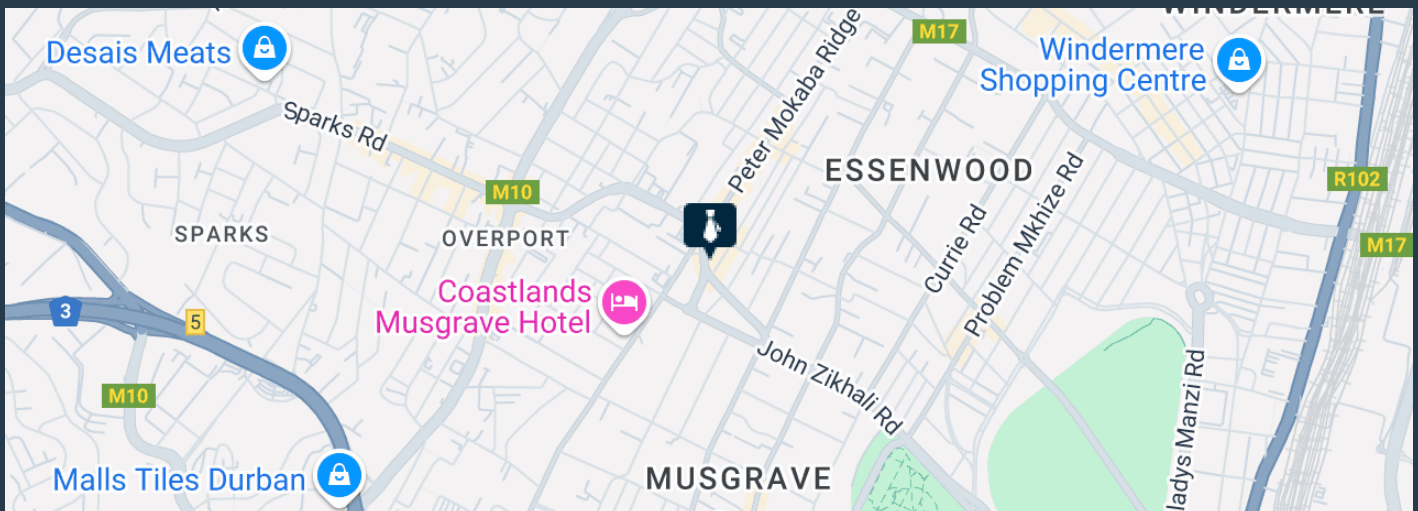 WINDERMERE
Desais Meats
M17
Windermere
Shopping Centre
Peter Mokaba Ridge
Sparks Rd
ESSENWOOD
R102
M10
SPARKS
OVERPORT
Currie Rd
Problem Mkhize Rd
M17
Coastlands
Musgrave Hotel
3
5
John Zikhali Rd
M10
ladys Manzi Rd
Malls Tiles Durban
MUSGRAVE